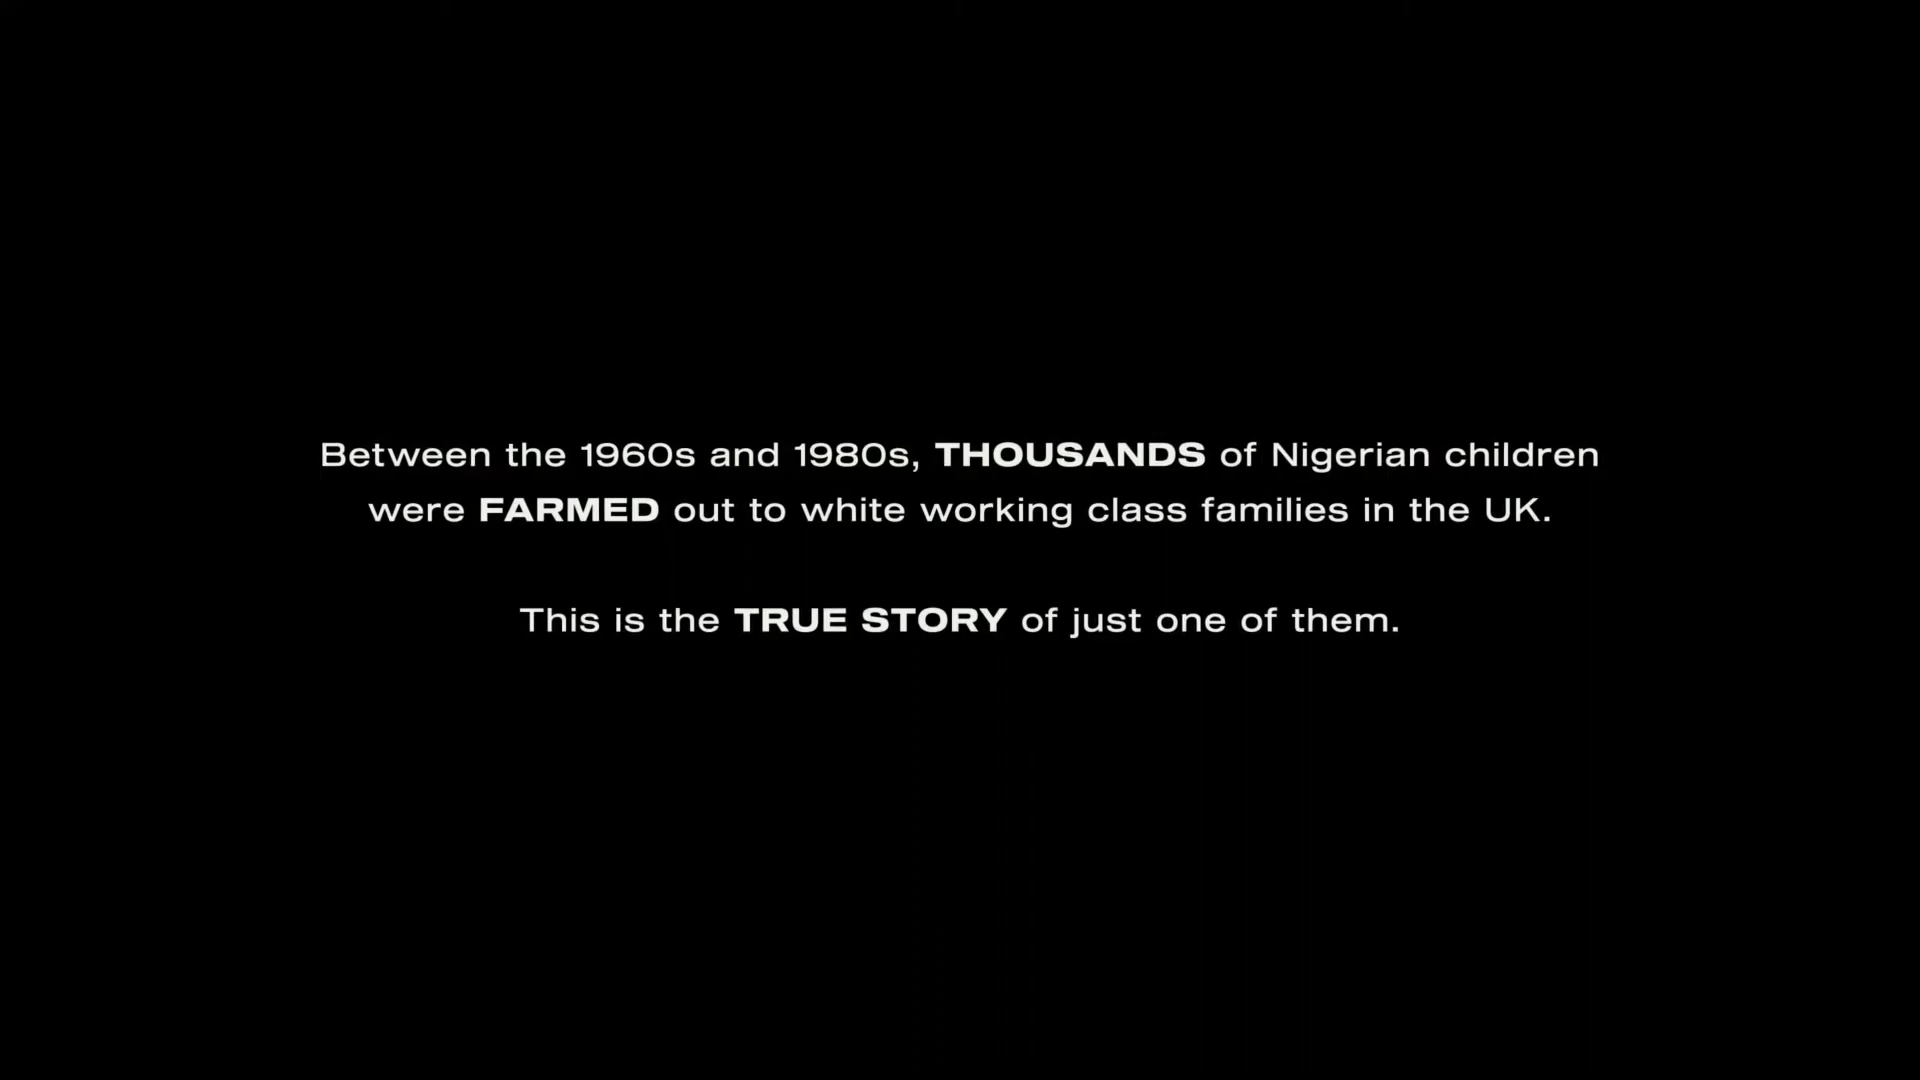 Between the 1960s and 1980s, THOUSANDS of Nigerian children
were FARMED out to white working class families in the UK.
This is the TRUE STORY of just one of them.